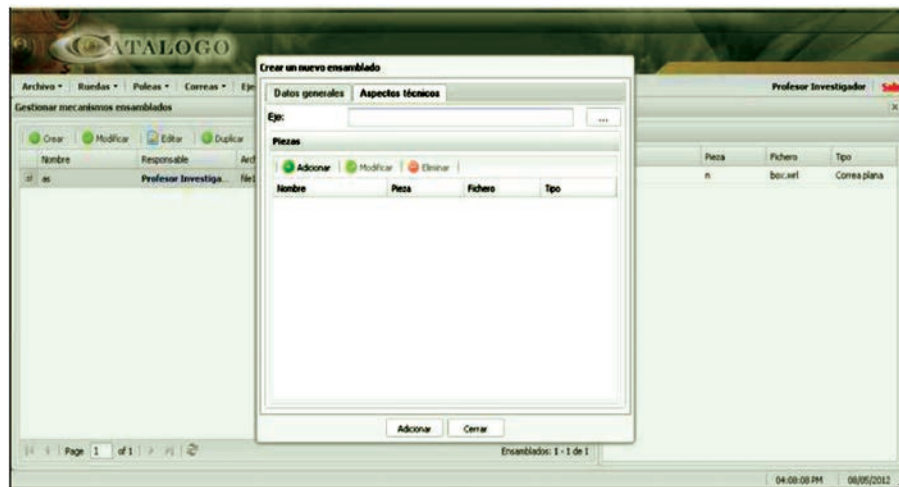 CATALOGO
Archivo Ruedas Poleas Correas Eje
Profesor Investigador Sali
Gestionar mecanismos ensamblados
Crear Modificar Editar Duplicar
Nombre Responsable Arch
as Profesor Investiga...
Crear un nuevo ensamblado
Datos generales Aspectos técnicos
Eje: ...
Piezas
Adicionar Modificar Eliminar
Nombre Pieza Fichero Tipo
Adicionar Cerrar
Pieza Fichero Tipo
n box.wrl Correa plana
Page 1 of 1
Ensamblados: 1 - 1 de 1
04:08:08 PM 08/05/2012